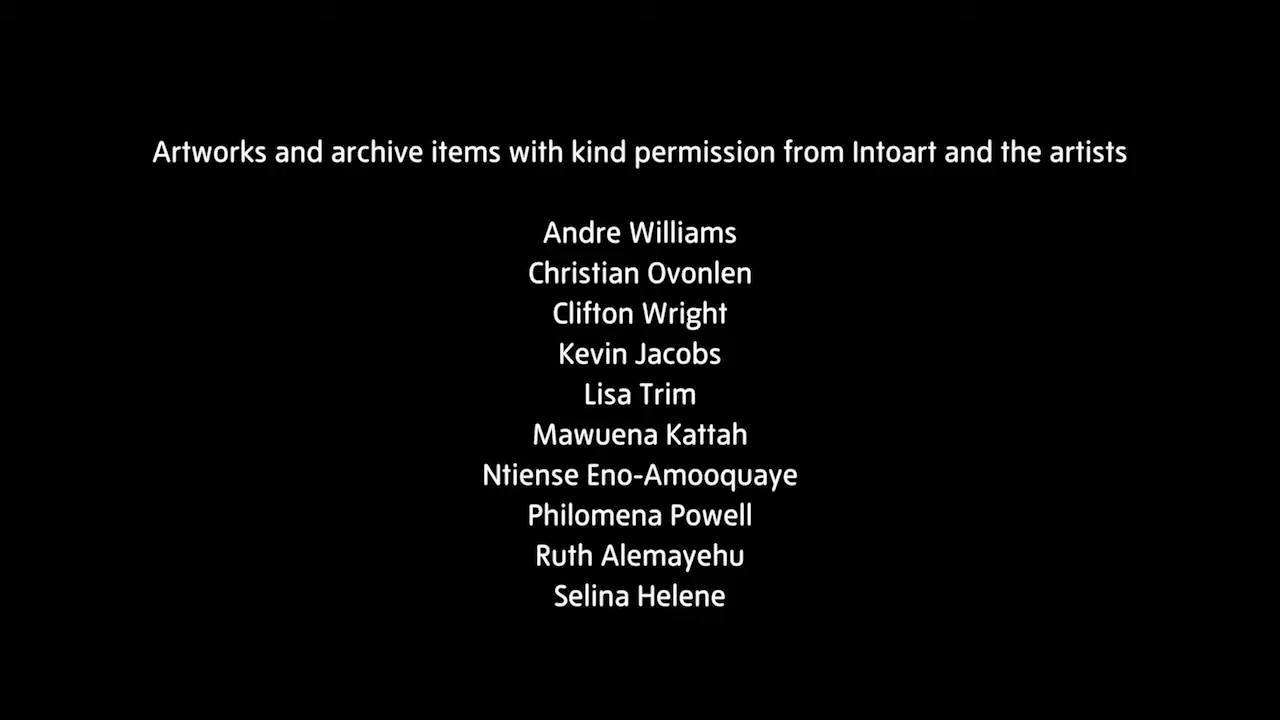 Artworks and archive items with kind permission from Intoart and the artists
Andre Williams
Christian Ovonlen
Clifton Wright
Kevin Jacobs
Lisa Trim
Mawuena Kattah
Ntiense Eno-Amooquaye
Philomena Powell
Ruth Alemayehu
Selina Helene